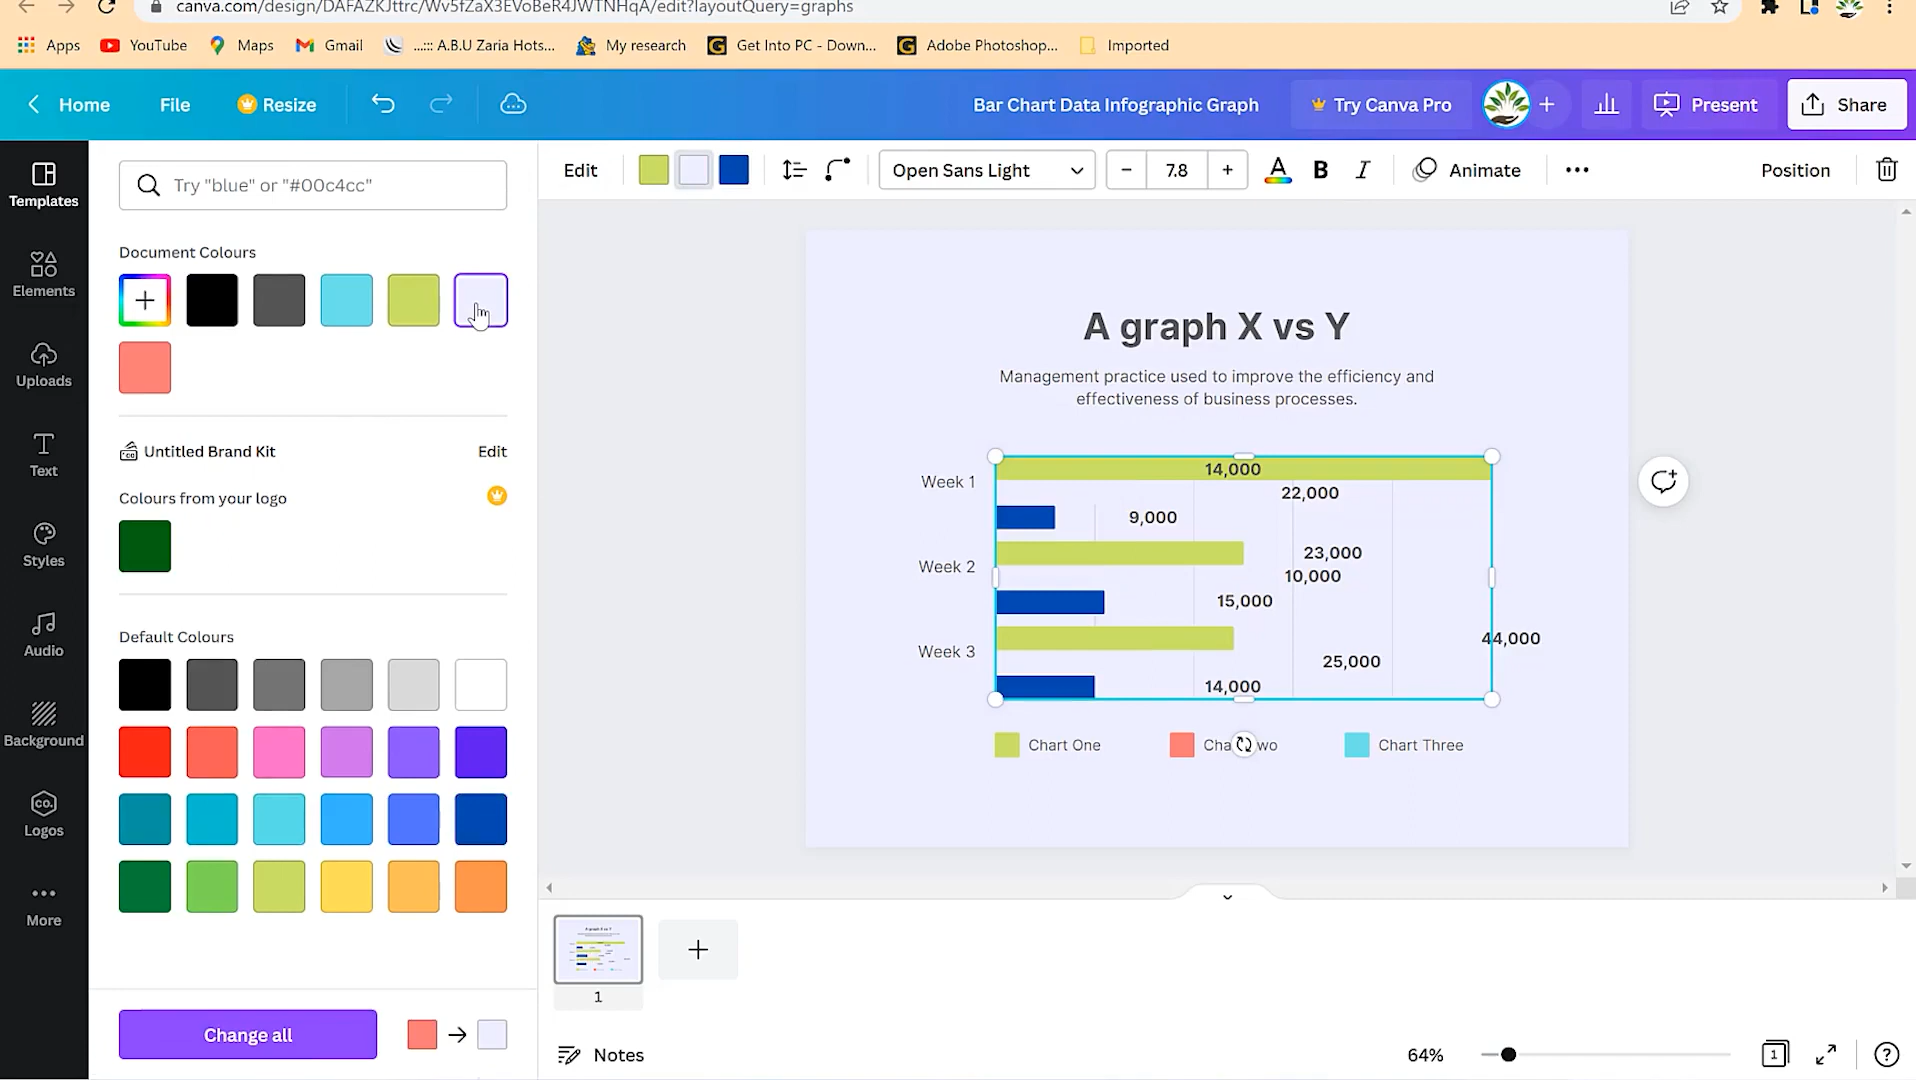 canva.com/design/DAFAZKJttrc/Wv5fZaX3EVoBeR4JWTNHqA/edit?layoutQuery=graphs
Apps YouTube Maps Gmail ...::: A.B.U Zaria Hots... My research Get Into PC - Down... Adobe Photoshop... Imported
Home File Resize Bar Chart Data Infographic Graph Try Canva Pro + Present Share
Templates
Elements
Uploads
Text
Styles
Audio
Background
Logos
More
Try "blue" or "#00c4cc"
Document Colours
Untitled Brand Kit Edit
Colours from your logo
Default Colours
Change all
Edit Open Sans Light - 7.8 + A B I Animate Position
A graph X vs Y
Management practice used to improve the efficiency and
effectiveness of business processes.
14,000
Week 1
22,000
9,000
23,000
Week 2
10,000
15,000
44,000
Week 3
25,000
14,000
Chart One Cha wo Chart Three
1
Notes 64% 1 ?